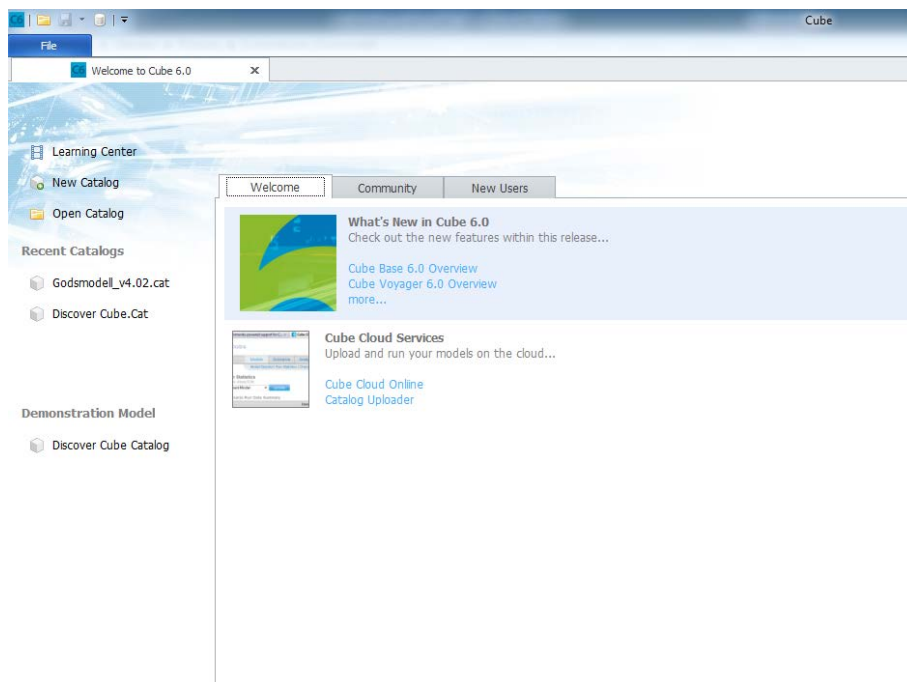 C6
Cube
File
C6 Welcome to Cube 6.0
Learning Center
New Catalog
Open Catalog
Recent Catalogs
Godsmodell_v4.02.cat
Discover Cube.Cat
Demonstration Model
Discover Cube Catalog
Welcome
Community
New Users
What's New in Cube 6.0
Check out the new features within this release...
Cube Base 6.0 Overview
Cube Voyager 6.0 Overview
more...
Cube Cloud Services
Upload and run your models on the cloud...
Cube Cloud Online
Catalog Uploader